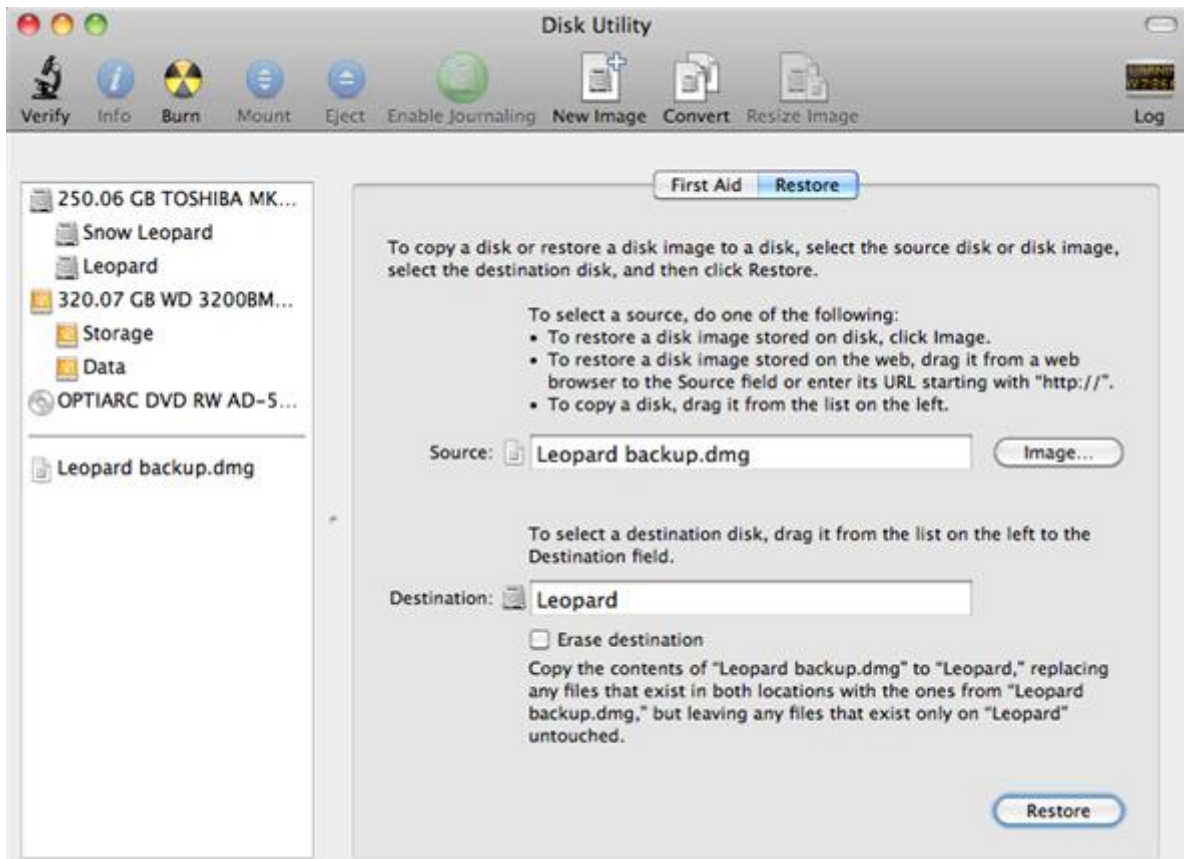 Disk Utility
Verify Info Burn Mount Eject Enable Journaling New Image Convert Resize Image Log
250.06 GB TOSHIBA MK...
Snow Leopard
Leopard
320.07 GB WD 3200BM...
Storage
Data
OPTIARC DVD RW AD-5...
Leopard backup.dmg
First Aid Restore
To copy a disk or restore a disk image to a disk, select the source disk or disk image,
select the destination disk, and then click Restore.
To select a source, do one of the following:
• To restore a disk image stored on disk, click Image.
• To restore a disk image stored on the web, drag it from a web
browser to the Source field or enter its URL starting with “http://”.
• To copy a disk, drag it from the list on the left.
Source: Leopard backup.dmg Image...
To select a destination disk, drag it from the list on the left to the
Destination field.
Destination: Leopard
Erase destination
Copy the contents of “Leopard backup.dmg” to “Leopard,” replacing
any files that exist in both locations with the ones from “Leopard
backup.dmg,” but leaving any files that exist only on “Leopard”
untouched.
Restore